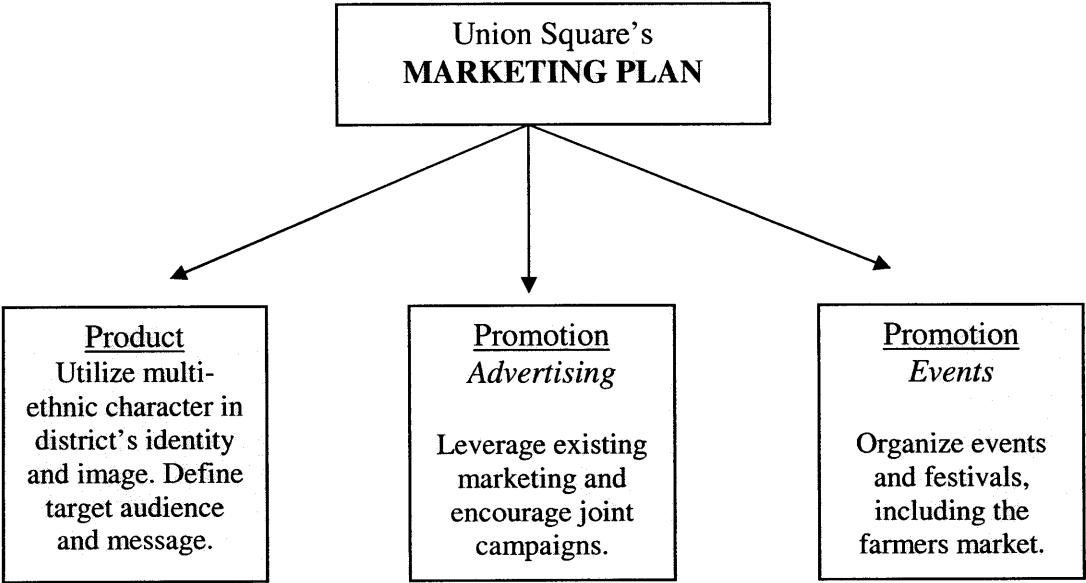 Union Square's
MARKETING PLAN
Product
Utilize multi-
ethnic character in
district's identity
and image. Define
target audience
and message.
Promotion
Advertising
Leverage existing
marketing and
encourage joint
campaigns.
Promotion
Events
Organize events
and festivals,
including the
farmers market.